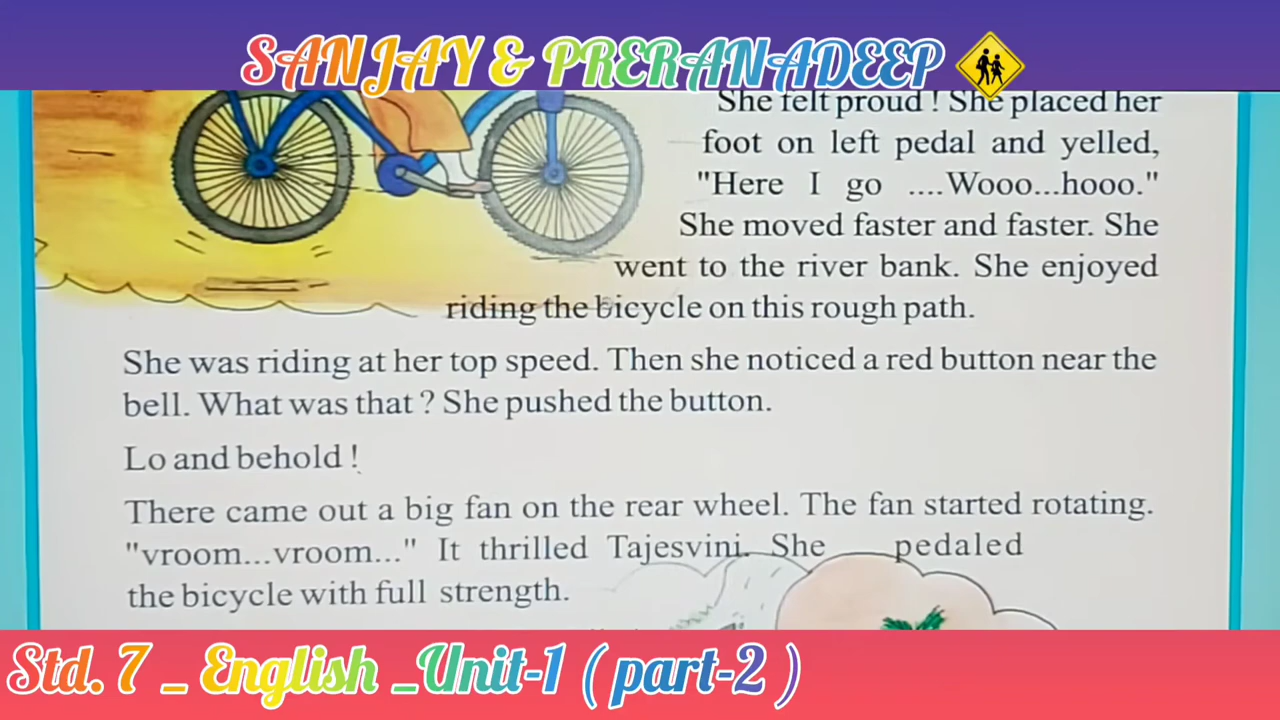 SANJAY & PRERANADEEP
She felt proud ! She placed her
foot on left pedal and yelled,
"Here I go ....Wooo...hooo."
She moved faster and faster. She
went to the river bank. She enjoyed
riding the bicycle on this rough path.
She was riding at her top speed. Then she noticed a red button near the
bell. What was that ? She pushed the button.
Lo and behold !
There came out a big fan on the rear wheel. The fan started rotating.
"vroom...vroom..." It thrilled Tajesvini. She pedaled
the bicycle with full strength.
Std. 7 _ English _Unit-1 ( part-2 )